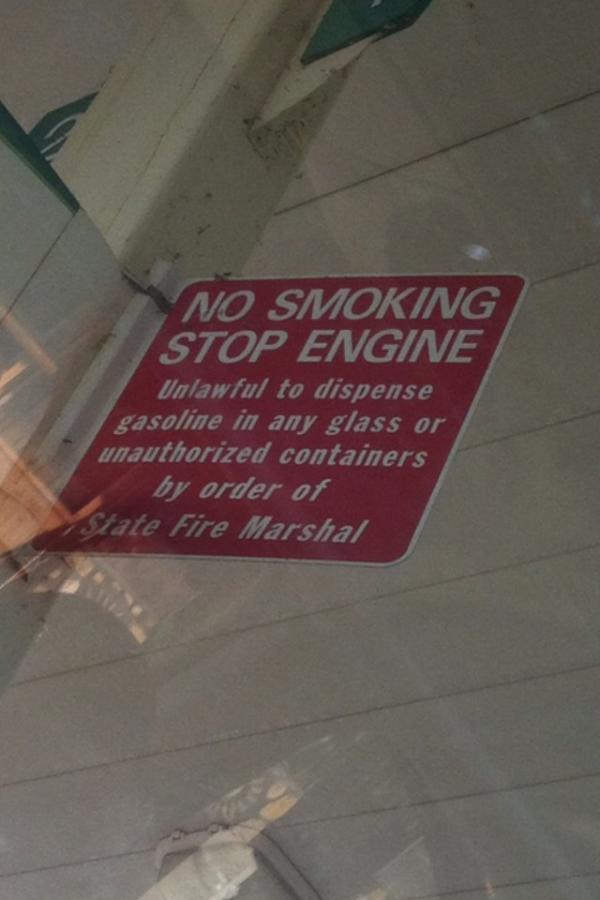 NO SMOKING
STOP ENGINE
Unlawful to dispense
gasoline in any glass or
unauthorized containers
by order of
State Fire Marshal